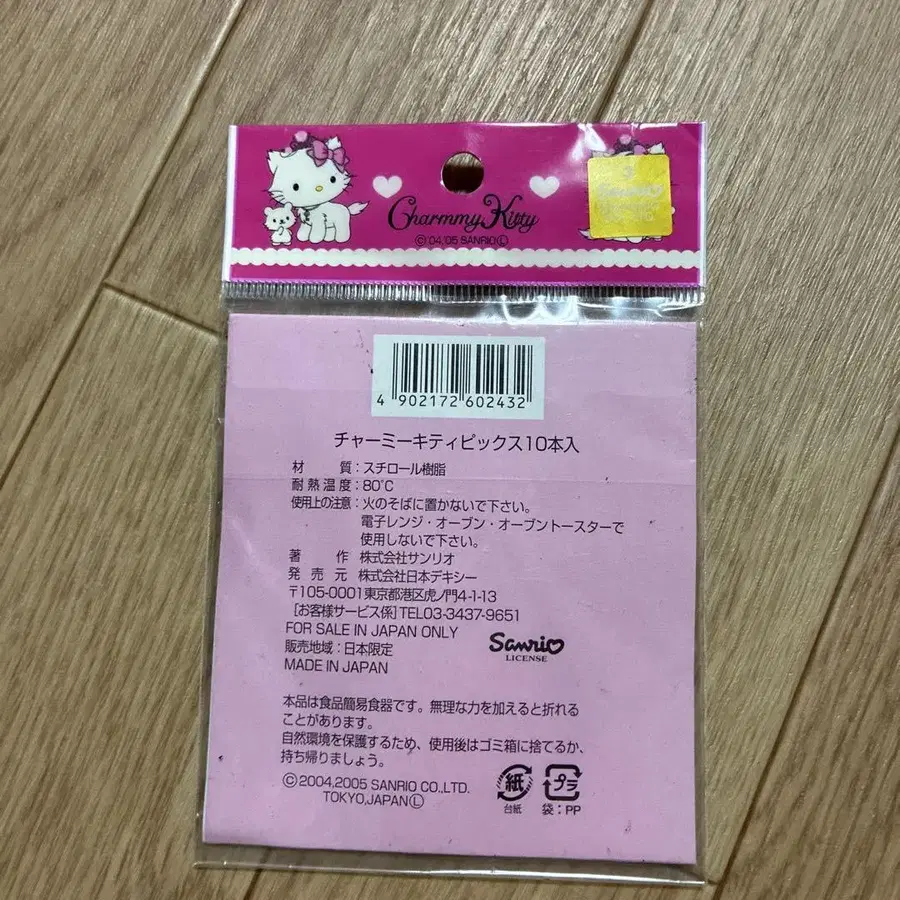 Charmmy Kitty
©'04,'05 SANRIO Ⓛ
Sanrio
4 902172 602432
チャーミーキティピックス10本入
材 質:スチロール樹脂
耐熱温度:80°C
使用上の注意:火のそばに置かないで下さい。
電子レンジ・オーブン・オーブントースターで
使用しないで下さい。
著 作 株式会社サンリオ
発売元 株式会社日本デキシー
〒105-0001東京都港区虎ノ門4-1-13
[お客様サービス係]TEL03-3437-9651
FOR SALE IN JAPAN ONLY
販売地域:日本限定
MADE IN JAPAN
Sanrio
LICENSE
本品は食品簡易食器です。無理な力を加えると折れる
ことがあります。
自然環境を保護するため、使用後はゴミ箱に捨てるか、
持ち帰りましょう。
©2004,2005 SANRIO CO.,LTD.
TOKYO,JAPAN Ⓛ
紙
台紙
プラ
袋:PP